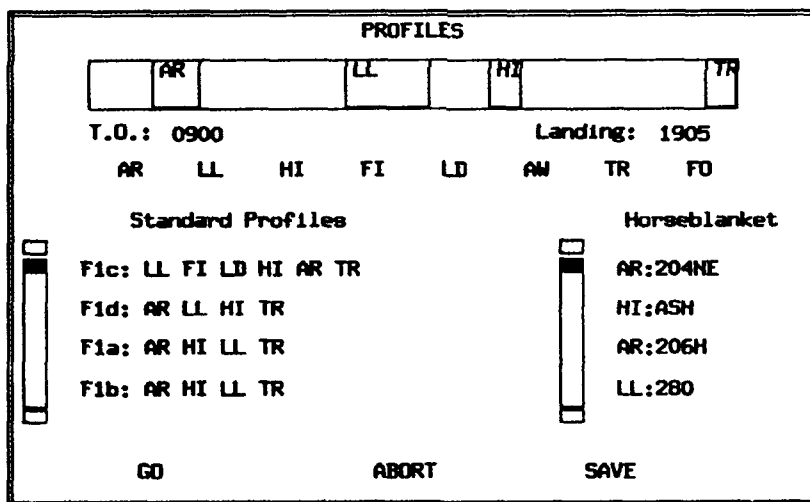 PROFILES
AR LL HI TR
T.O.: 0900 Landing: 1905
AR LL HI FI LD AW TR FO
Standard Profiles Horseblanket
F1c: LL FI LD HI AR TR AR:204NE
F1d: AR LL HI TR HI:ASH
F1a: AR HI LL TR AR:206H
F1b: AR HI LL TR LL:280
GO ABORT SAVE